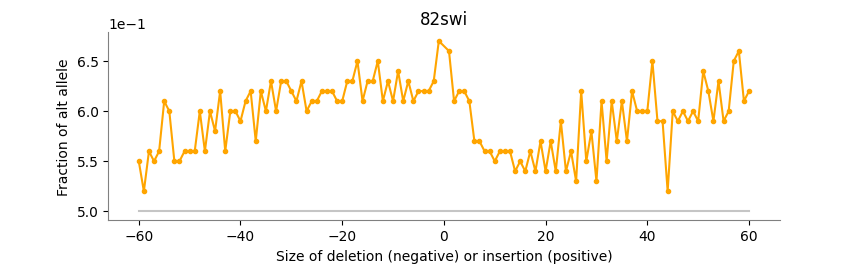 82swi
1e−1
6.5
6.0
5.5
5.0
Fraction of alt allele
−60 −40 −20 0 20 40 60
Size of deletion (negative) or insertion (positive)